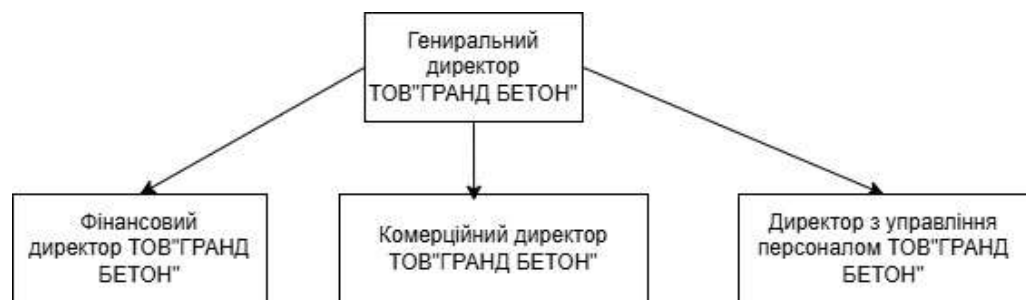 Гениральний
директор
ТОВ"ГРАНД БЕТОН"
Фінансовий
директор ТОВ"ГРАНД
БЕТОН"
Комерційний директор
ТОВ"ГРАНД БЕТОН"
Директор з управління
персоналом ТОВ"ГРАНД
БЕТОН"